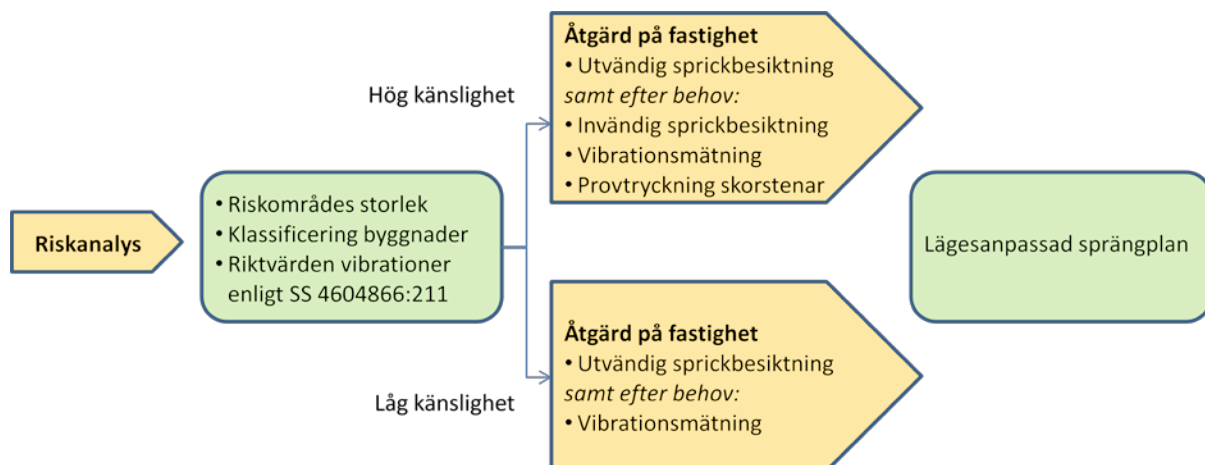 Riskanalys
• Riskområdes storlek
• Klassificering byggnader
• Riktvärden vibrationer
enligt SS 4604866:211
Hög känslighet
Åtgärd på fastighet
• Utvändig sprickbesiktning
samt efter behov:
• Invändig sprickbesiktning
• Vibrationsmätning
• Provtryckning skorstenar
Låg känslighet
Åtgärd på fastighet
• Utvändig sprickbesiktning
samt efter behov:
• Vibrationsmätning
Lägesanpassad sprängplan